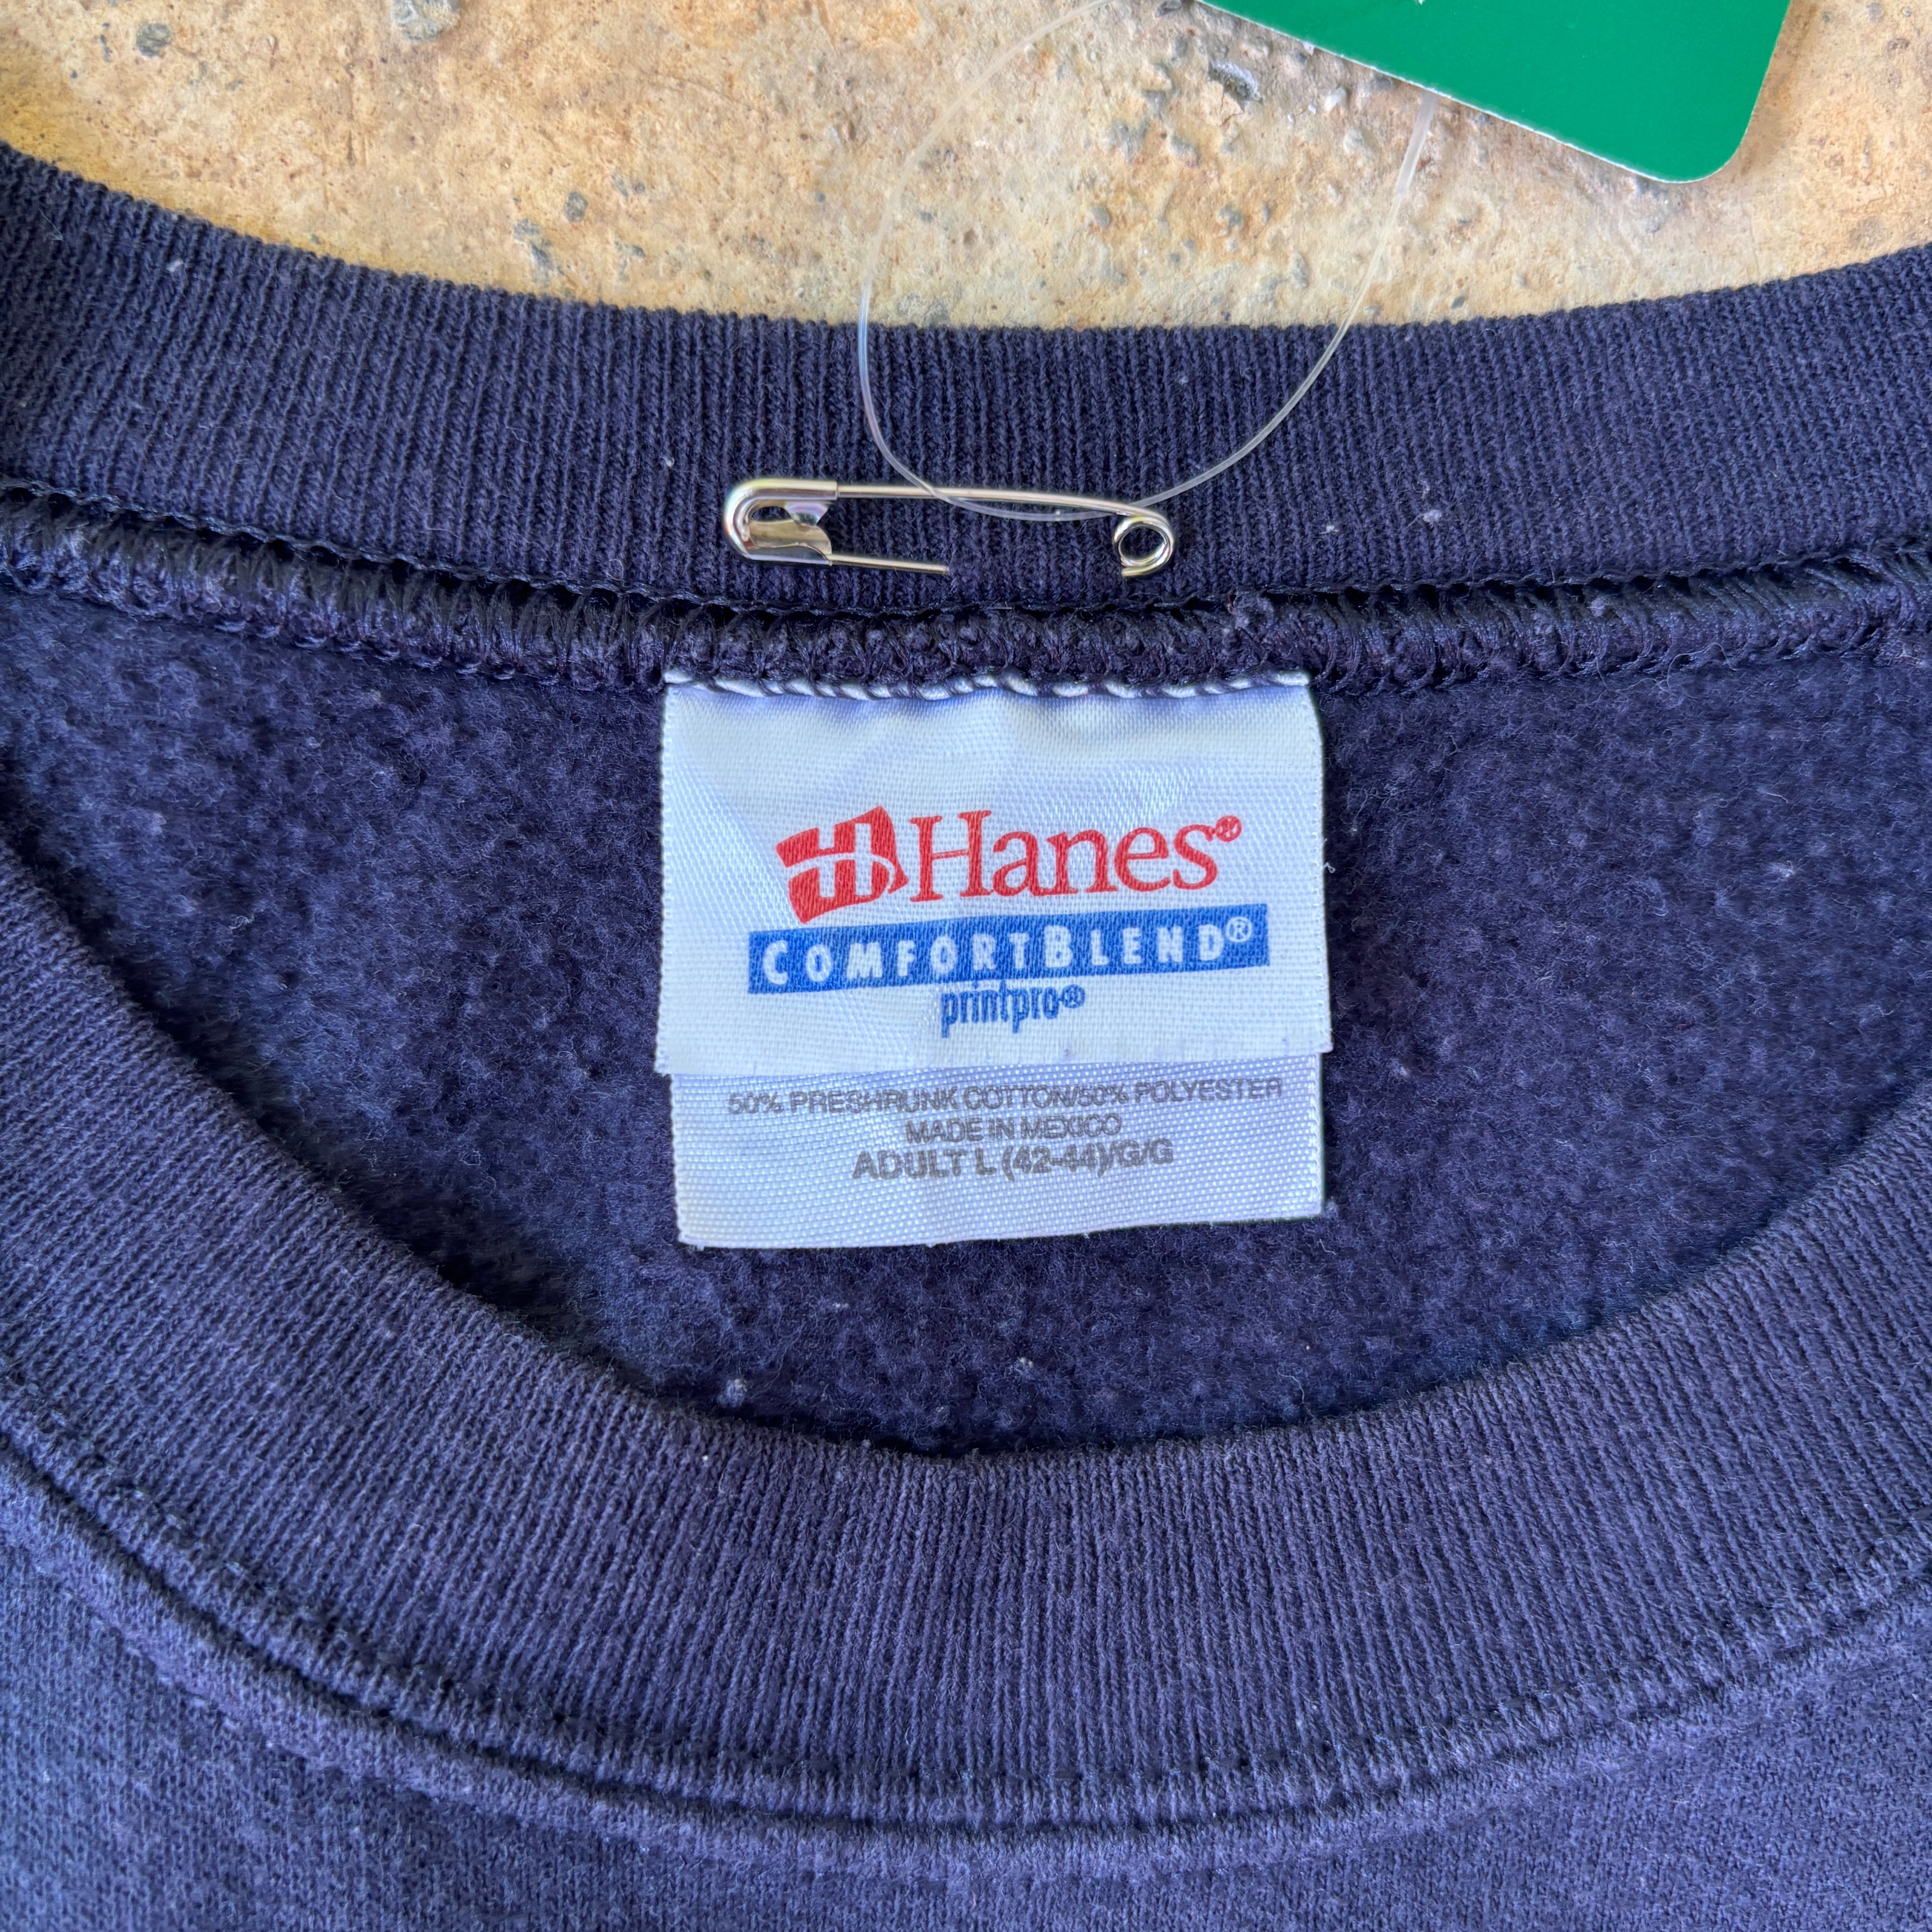 Hanes®
COMFORTBLEND®
printpro®
50% PRESHRUNK COTTON/50% POLYESTER
MADE IN MEXICO
ADULT L (42-44)/G/G